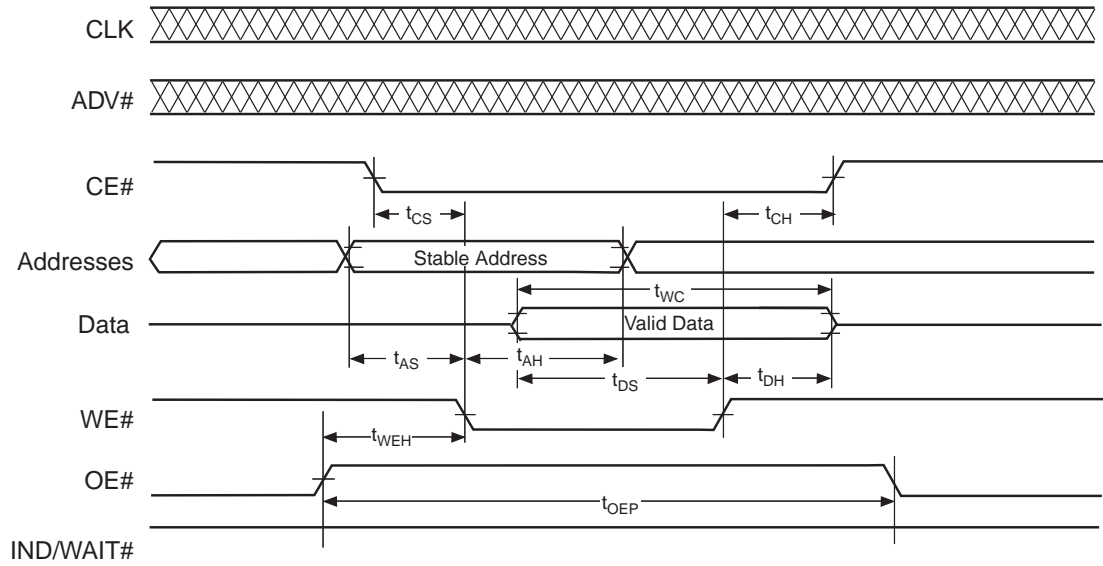 CLK
ADV#
CE#
tCS
tCH
Addresses
Stable Address
tWC
Data
Valid Data
tAS
tAH
tDS
tDH
WE#
tWEH
OE#
tOEP
IND/WAIT#